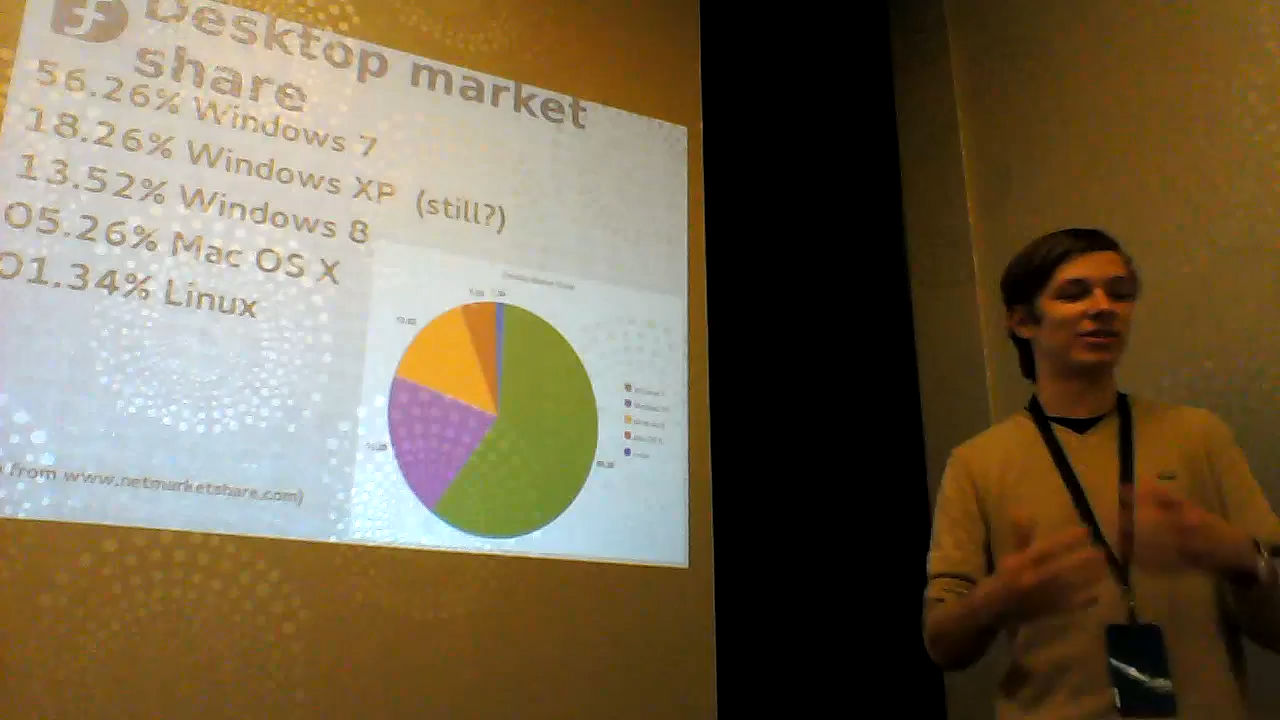 Desktop market
share
56.26% Windows 7
18.26% Windows XP (still?)
13.52% Windows 8
05.26% Mac OS X
01.34% Linux
from www.netmarketshare.com)